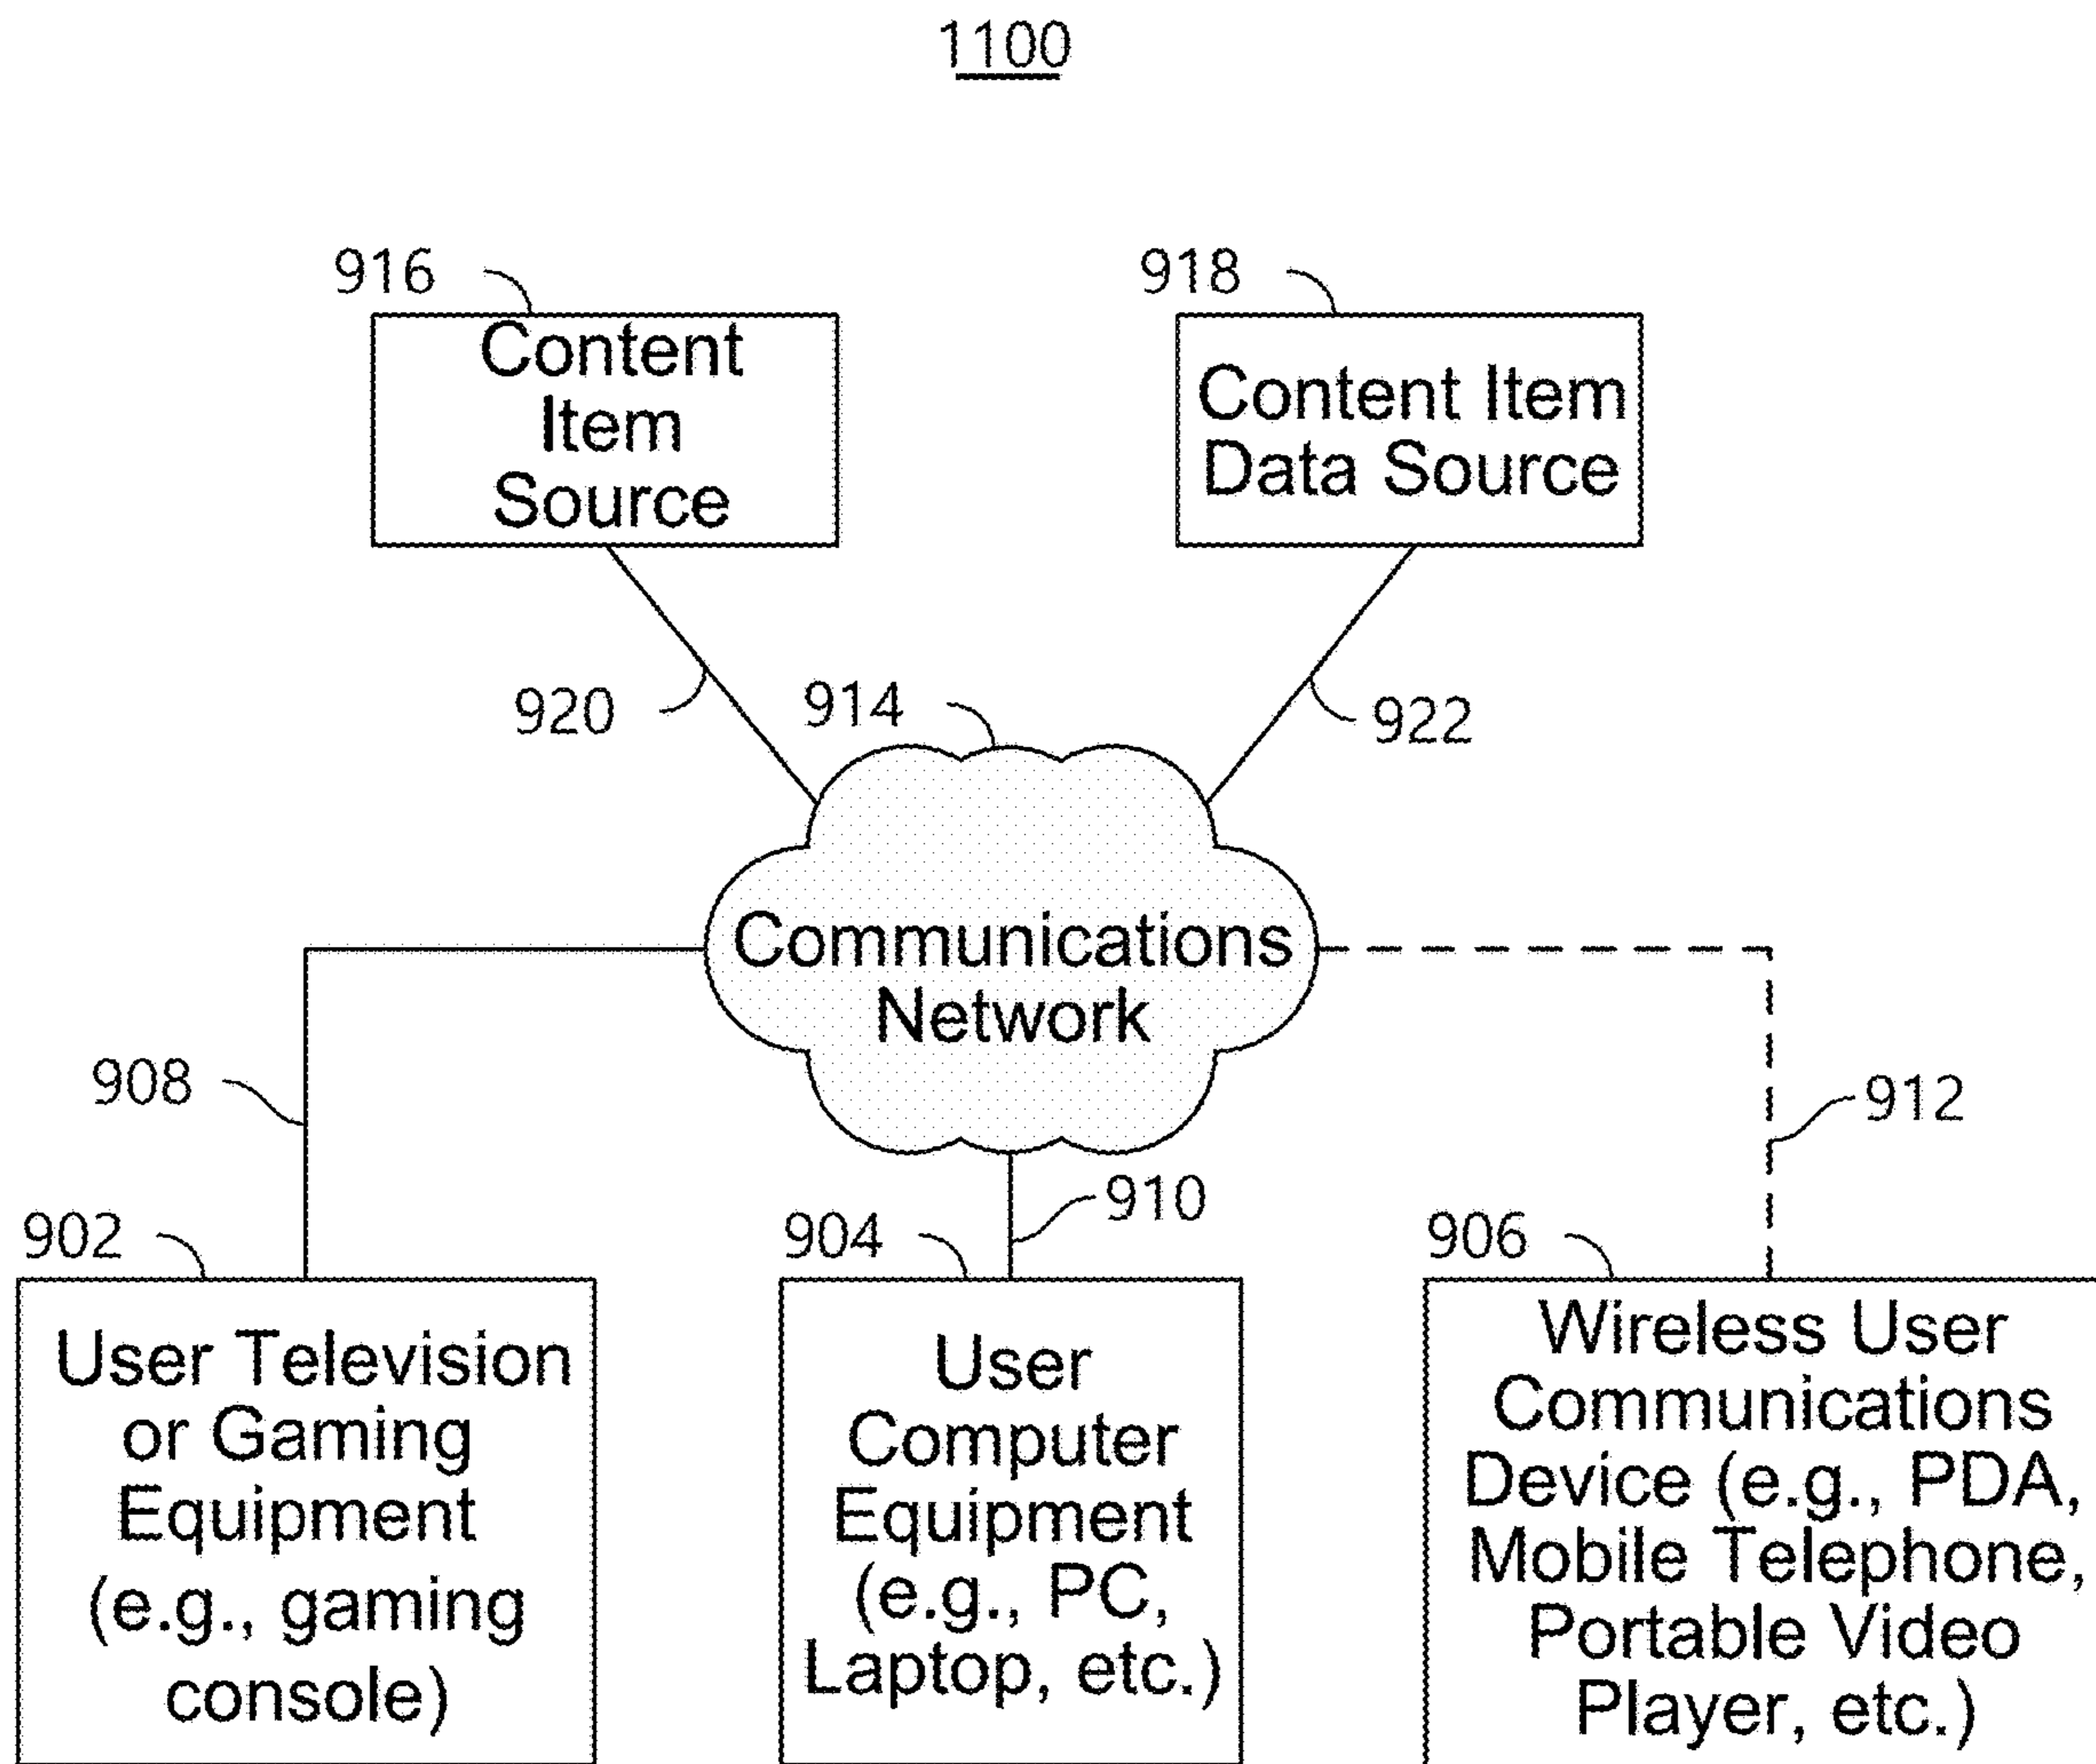 1100
916
918
Content
Item
Source
Content Item
Data Source
920
914
922
Communications
Network
908
912
910
902
904
906
User Television
or Gaming
Equipment
(e.g., gaming
console)
User
Computer
Equipment
(e.g., PC,
Laptop, etc.)
Wireless User
Communications
Device (e.g., PDA,
Mobile Telephone,
Portable Video
Player, etc.)